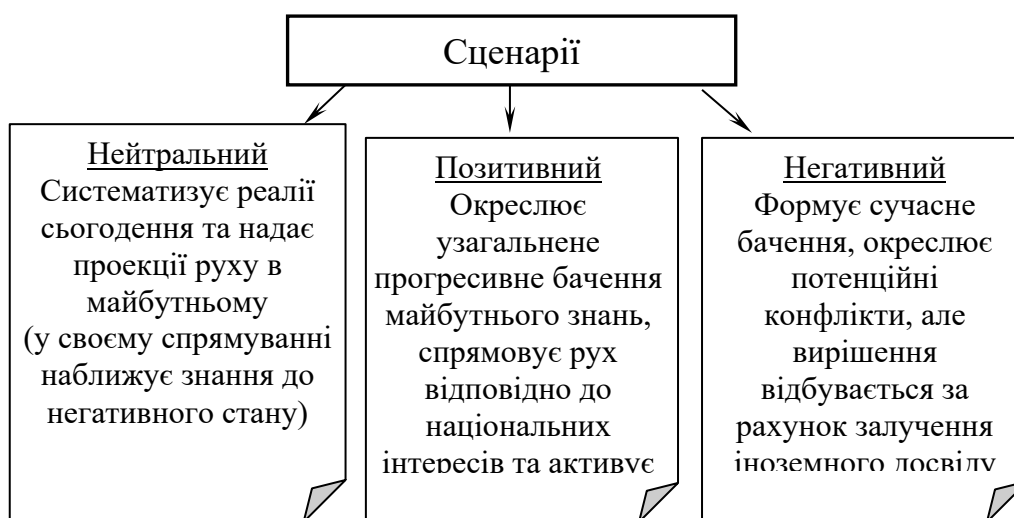 Сценарії
Нейтральний
Систематизує реалії
сьогодення та надає
проекції руху в
майбутньому
(у своєму спрямуванні
наближує знання до
негативного стану)
Позитивний
Окреслює
узагальнене
прогресивне бачення
майбутнього знань,
спрямовує рух
відповідно до
національних
інтересів та активує
Негативний
Формує сучасне
бачення, окреслює
потенційні
конфлікти, але
вирішення
відбувається за
рахунок залучення
іноземного досвіду